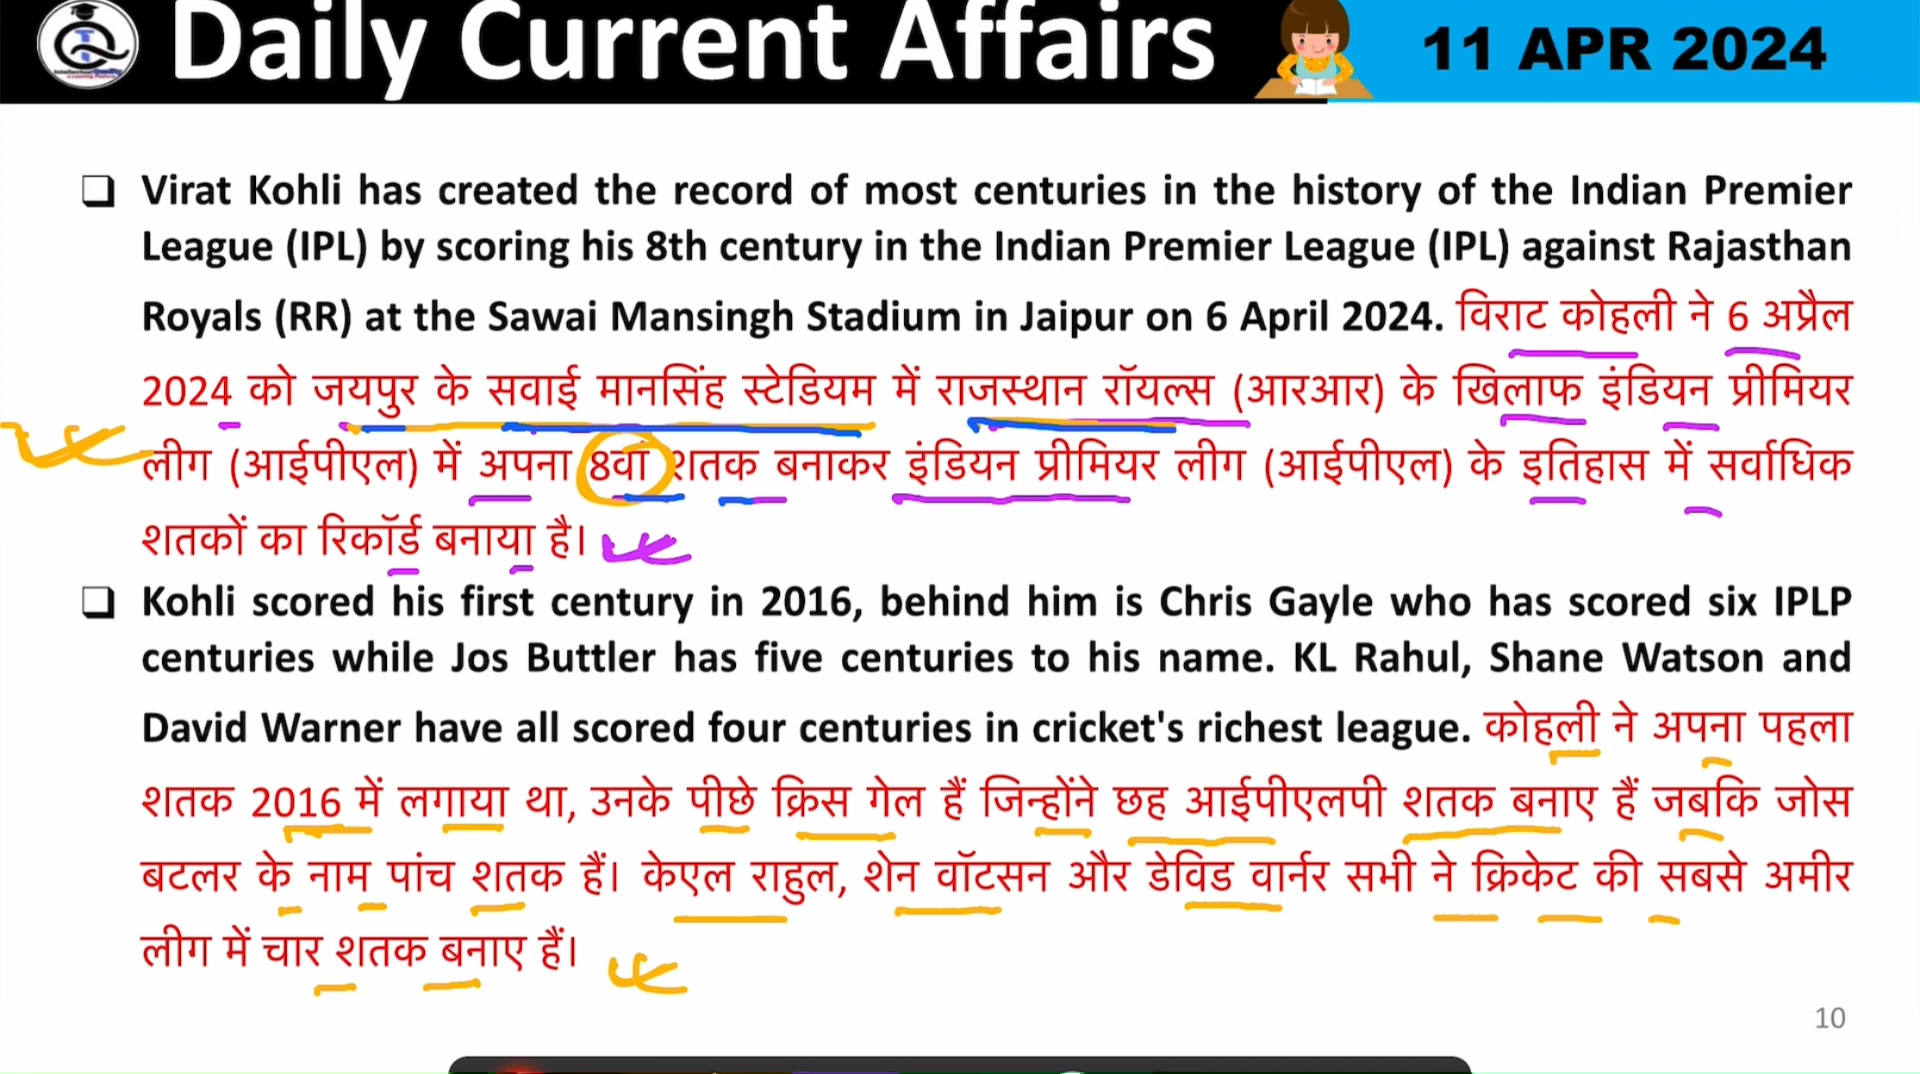 Daily Current Affairs
11 APR 2024
Virat Kohli has created the record of most centuries in the history of the Indian Premier
League (IPL) by scoring his 8th century in the Indian Premier League (IPL) against Rajasthan
Royals (RR) at the Sawai Mansingh Stadium in Jaipur on 6 April 2024. विराट कोहली ने 6 अप्रैल
2024 को जयपुर के सवाई मानसिंह स्टेडियम में राजस्थान रॉयल्स (आरआर) के खिलाफ इंडियन प्रीमियर
लीग (आईपीएल) में अपना 8वां शतक बनाकर इंडियन प्रीमियर लीग (आईपीएल) के इतिहास में सर्वाधिक
शतकों का रिकॉर्ड बनाया है।
Kohli scored his first century in 2016, behind him is Chris Gayle who has scored six IPLP
centuries while Jos Buttler has five centuries to his name. KL Rahul, Shane Watson and
David Warner have all scored four centuries in cricket's richest league. कोहली ने अपना पहला
शतक 2016 में लगाया था, उनके पीछे क्रिस गेल हैं जिन्होंने छह आईपीएलपी शतक बनाए हैं जबकि जोस
बटलर के नाम पांच शतक हैं। केएल राहुल, शेन वॉटसन और डेविड वार्नर सभी ने क्रिकेट की सबसे अमीर
लीग में चार शतक बनाए हैं।
10